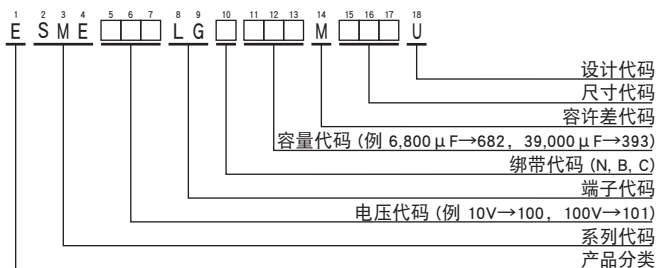 1 2 3 4 5 6 7 8 9 10 11 12 13 14 15 16 17 18
E S M E □□□ L G □ □□□ M □□□ U
设计代码
尺寸代码
容许差代码
容量代码 (例 6,800μF→682, 39,000μF→393)
绑带代码 (N, B, C)
端子代码
电压代码 (例 10V→100, 100V→101)
系列代码
产品分类